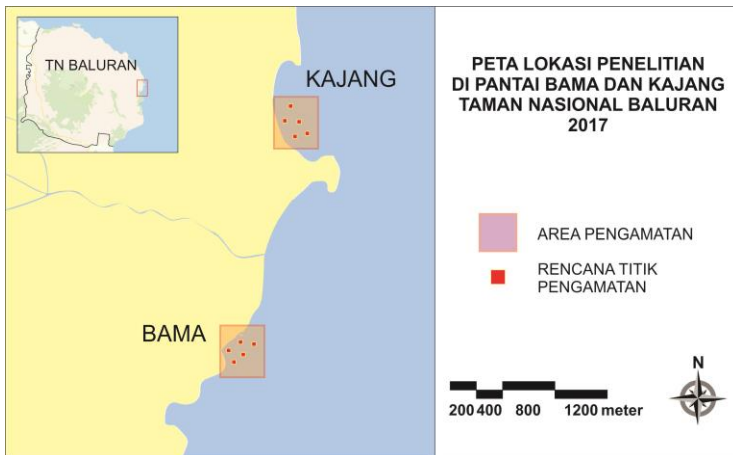 TN BALURAN
KAJANG
BAMA
PETA LOKASI PENELITIAN
DI PANTAI BAMA DAN KAJANG
TAMAN NASIONAL BALURAN
2017
AREA PENGAMATAN
RENCANA TITIK
PENGAMATAN
N
200 400 800 1200 meter